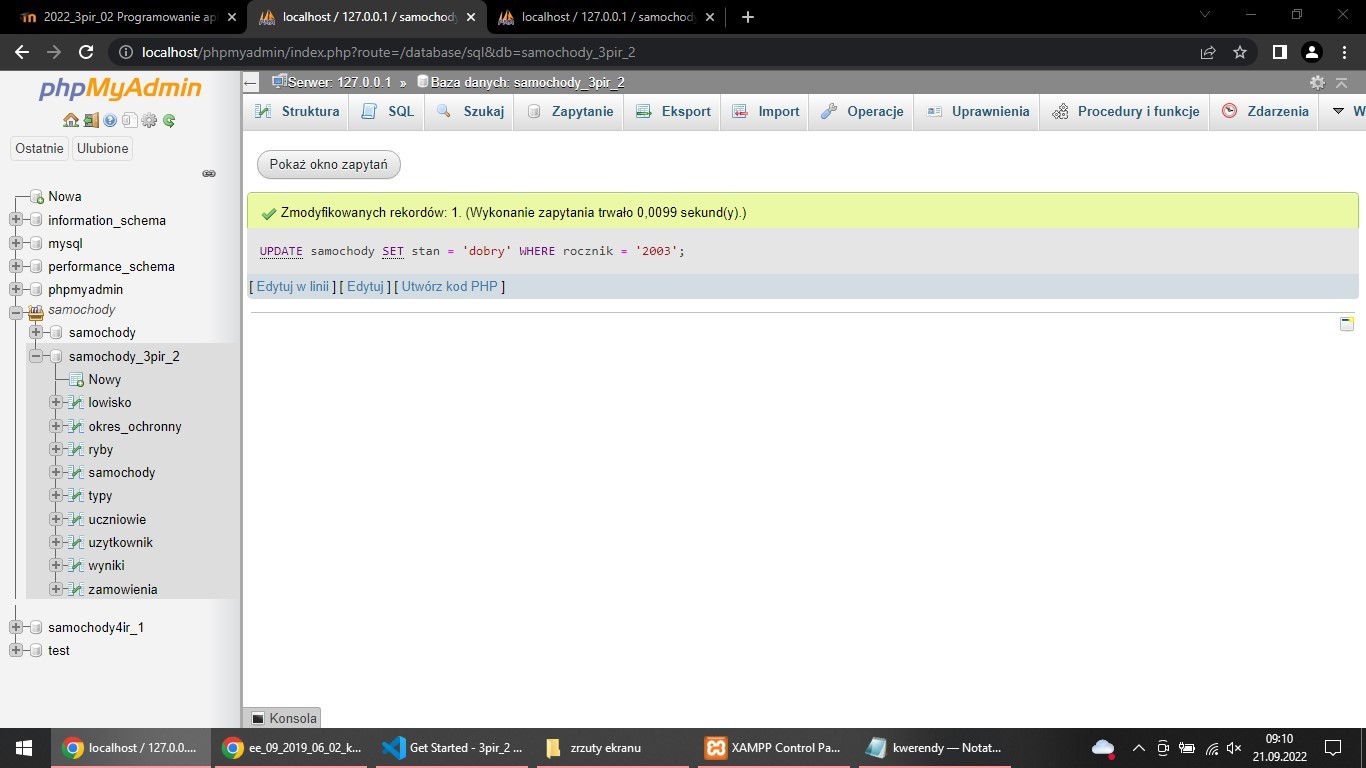 2022_3pir_02 Programowanie ap
localhost / 127.0.0.1 / samochody
localhost / 127.0.0.1 / samochody
localhost/phpmyadmin/index.php?route=/database/sql&db=samochody_3pir_2
phpMyAdmin
Ostatnie
Ulubione
Nowa
information_schema
mysql
performance_schema
phpmyadmin
samochody
samochody
samochody_3pir_2
Nowy
lowisko
okres_ochronny
ryby
samochody
typy
uczniowie
uzytkownik
wyniki
zamowienia
samochody4ir_1
test
Serwer: 127.0.0.1 » Baza danych: samochody_3pir_2
Struktura SQL Szukaj Zapytanie Eksport Import Operacje Uprawnienia Procedury i funkcje Zdarzenia W
Pokaż okno zapytań
Zmodyfikowanych rekordów: 1. (Wykonanie zapytania trwało 0,0099 sekund(y).)
UPDATE samochody SET stan = 'dobry' WHERE rocznik = '2003';
[ Edytuj w linii ] [ Edytuj ] [ Utwórz kod PHP ]
Konsola
localhost / 127.0.0....
ee_09_2019_06_02_k...
Get Started - 3pir_2 ...
zrzuty ekranu
XAMPP Control Pa...
kwerendy — Notat...
09:10
21.09.2022